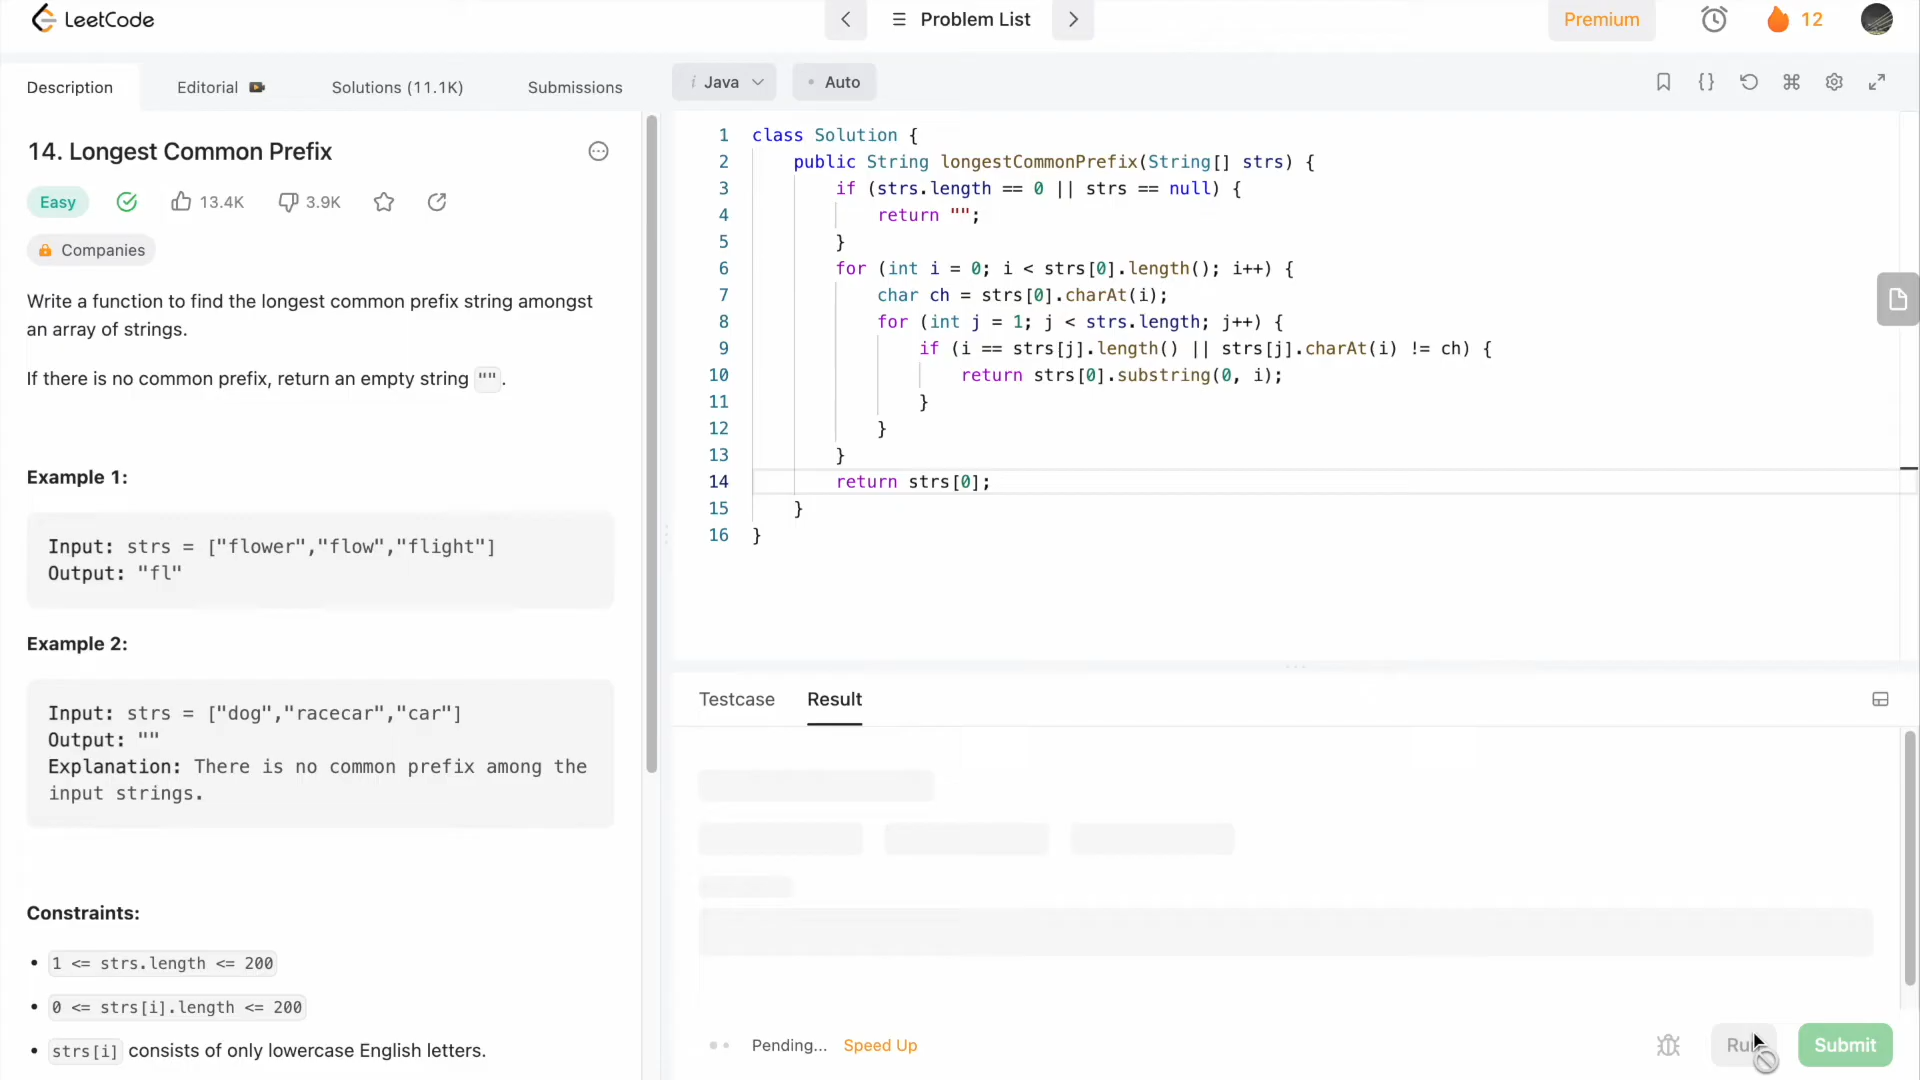 LeetCode
Problem List
Premium
12
Description
Editorial
Solutions (11.1K)
Submissions
i Java
Auto
14. Longest Common Prefix
Easy
13.4K
3.9K
Companies
Write a function to find the longest common prefix string amongst
an array of strings.
If there is no common prefix, return an empty string "".
Example 1:
Input: strs = ["flower","flow","flight"]
Output: "fl"
Example 2:
Input: strs = ["dog","racecar","car"]
Output: ""
Explanation: There is no common prefix among the
input strings.
Constraints:
• 1 <= strs.length <= 200
• 0 <= strs[i].length <= 200
• strs[i] consists of only lowercase English letters.
1 class Solution {
2     public String longestCommonPrefix(String[] strs) {
3         if (strs.length == 0 || strs == null) {
4             return "";
5         }
6         for (int i = 0; i < strs[0].length(); i++) {
7             char ch = strs[0].charAt(i);
8             for (int j = 1; j < strs.length; j++) {
9                 if (i == strs[j].length() || strs[j].charAt(i) != ch) {
10                     return strs[0].substring(0, i);
11                 }
12             }
13         }
14         return strs[0];
15     }
16 }
Testcase
Result
Pending...
Speed Up
Submit